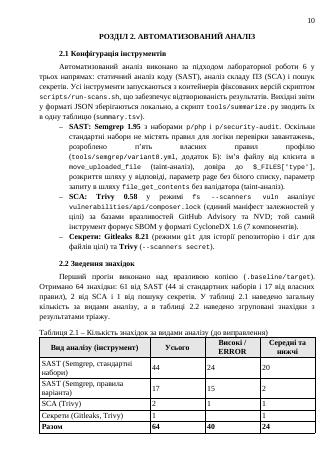 10
РОЗДІЛ 2. АВТОМАТИЗОВАНИЙ АНАЛІЗ
2.1 Конфігурація інструментів
Автоматизований аналіз виконано за підходом лабораторної роботи 6 у
трьох напрямах: статичний аналіз коду (SAST), аналіз складу ПЗ (SCA) і пошук
секретів. Усі інструменти запускаються з контейнерів фіксованих версій скриптом
scripts/run-scans.sh, що забезпечує відтворюваність результатів. Вихідні звіти
у форматі JSON зберігаються локально, а скрипт tools/summarize.py зводить їх
в одну таблицю (summary.tsv).
– SAST: Semgrep 1.95 з наборами p/php і p/security-audit. Оскільки
стандартні набори не містять правил для логіки перевірки завантажень,
розроблено п'ять власних правил профілю
(tools/semgrep/variant8.yml, додаток Б): ім'я файлу від клієнта в
move_uploaded_file (taint-аналіз), довіра до $_FILES['type'],
розкриття шляху у відповіді, параметр page без білого списку, параметр
запиту в шляху file_get_contents без валідатора (taint-аналіз).
– SCA: Trivy 0.58 у режимі fs --scanners vuln аналізує
vulnerabilities/api/composer.lock (єдиний маніфест залежностей у
цілі) за базами вразливостей GitHub Advisory та NVD; той самий
інструмент формує SBOM у форматі CycloneDX 1.6 (7 компонентів).
– Секрети: Gitleaks 8.21 (режими git для історії репозиторію і dir для
файлів цілі) та Trivy (--scanners secret).
2.2 Зведення знахідок
Перший прогін виконано над вразливою копією (.baseline/target).
Отримано 64 знахідки: 61 від SAST (44 зі стандартних наборів і 17 від власних
правил), 2 від SCA і 1 від пошуку секретів. У таблиці 2.1 наведено загальну
кількість за видами аналізу, а в таблиці 2.2 наведено згруповані знахідки з
результатами тріажу.
Таблиця 2.1 – Кількість знахідок за видами аналізу (до виправлення)
Вид аналізу (інструмент) Усього Високі / ERROR Середні та нижчі
SAST (Semgrep, стандартні набори) 44 24 20
SAST (Semgrep, правила варіанта) 17 15 2
SCA (Trivy) 2 1 1
Секрети (Gitleaks, Trivy) 1 1
Разом 64 40 24